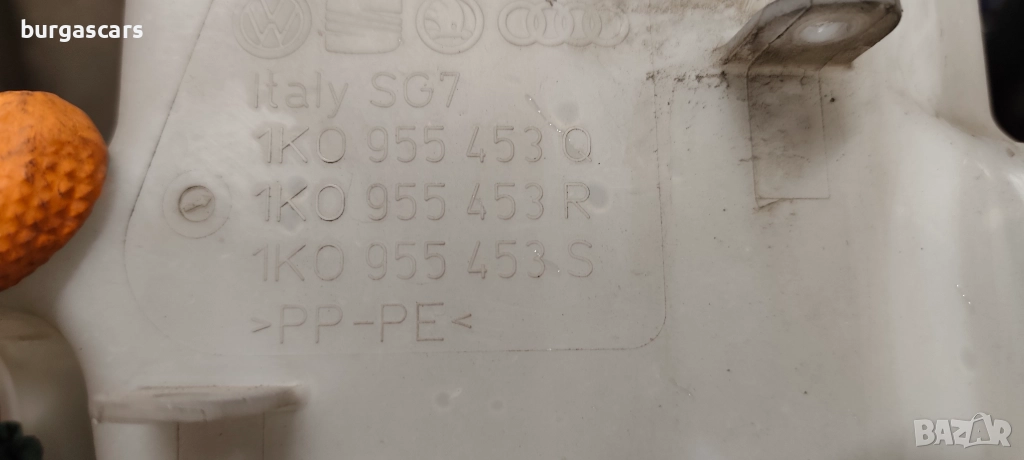 burgascars
Italy SG7
1K0 955 453 Q
1K0 955 453 R
1K0 955 453 S
>PP-PE<
BAZAR